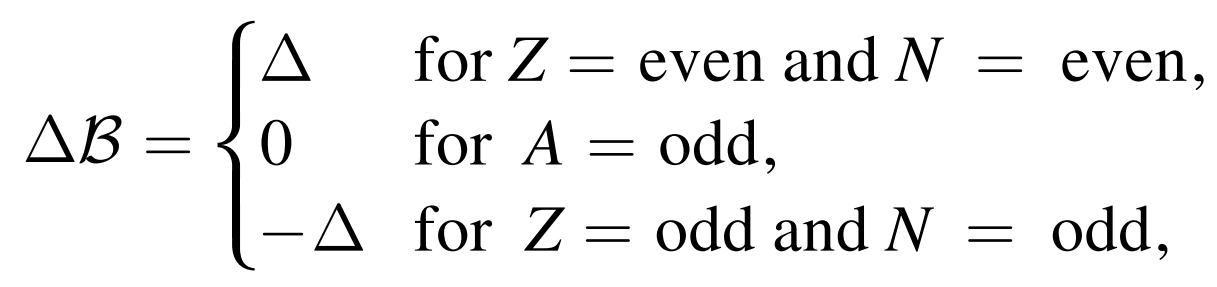 Δ for Z = even and N = even,
Δℬ = { 0 for A = odd,
−Δ for Z = odd and N = odd,